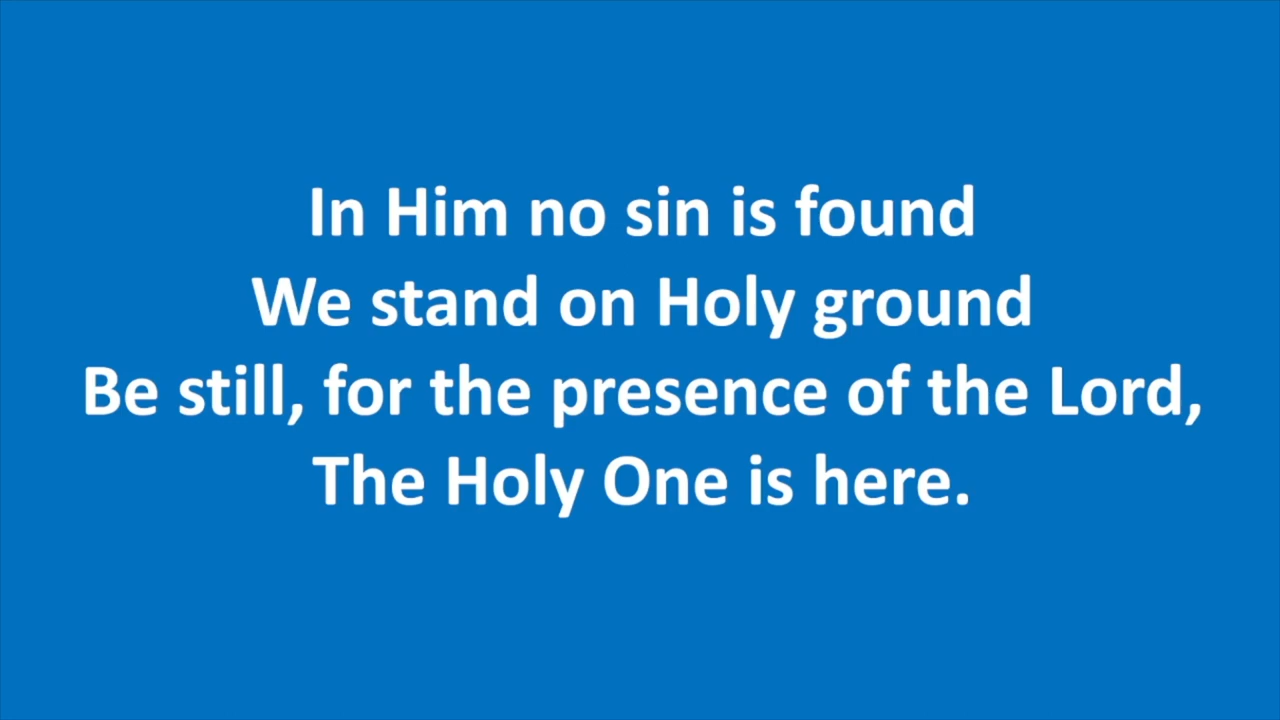 In Him no sin is found
We stand on Holy ground
Be still, for the presence of the Lord,
The Holy One is here.